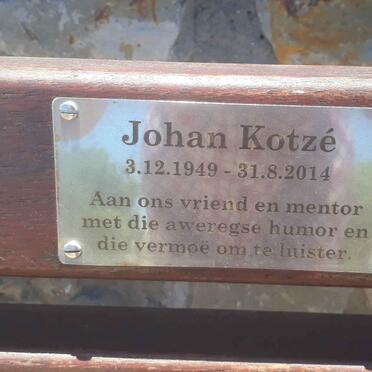 Johan Kotzé
3.12.1949 - 31.8.2014
Aan ons vriend en mentor
met die aweregse humor en
die vermoë om te luister.